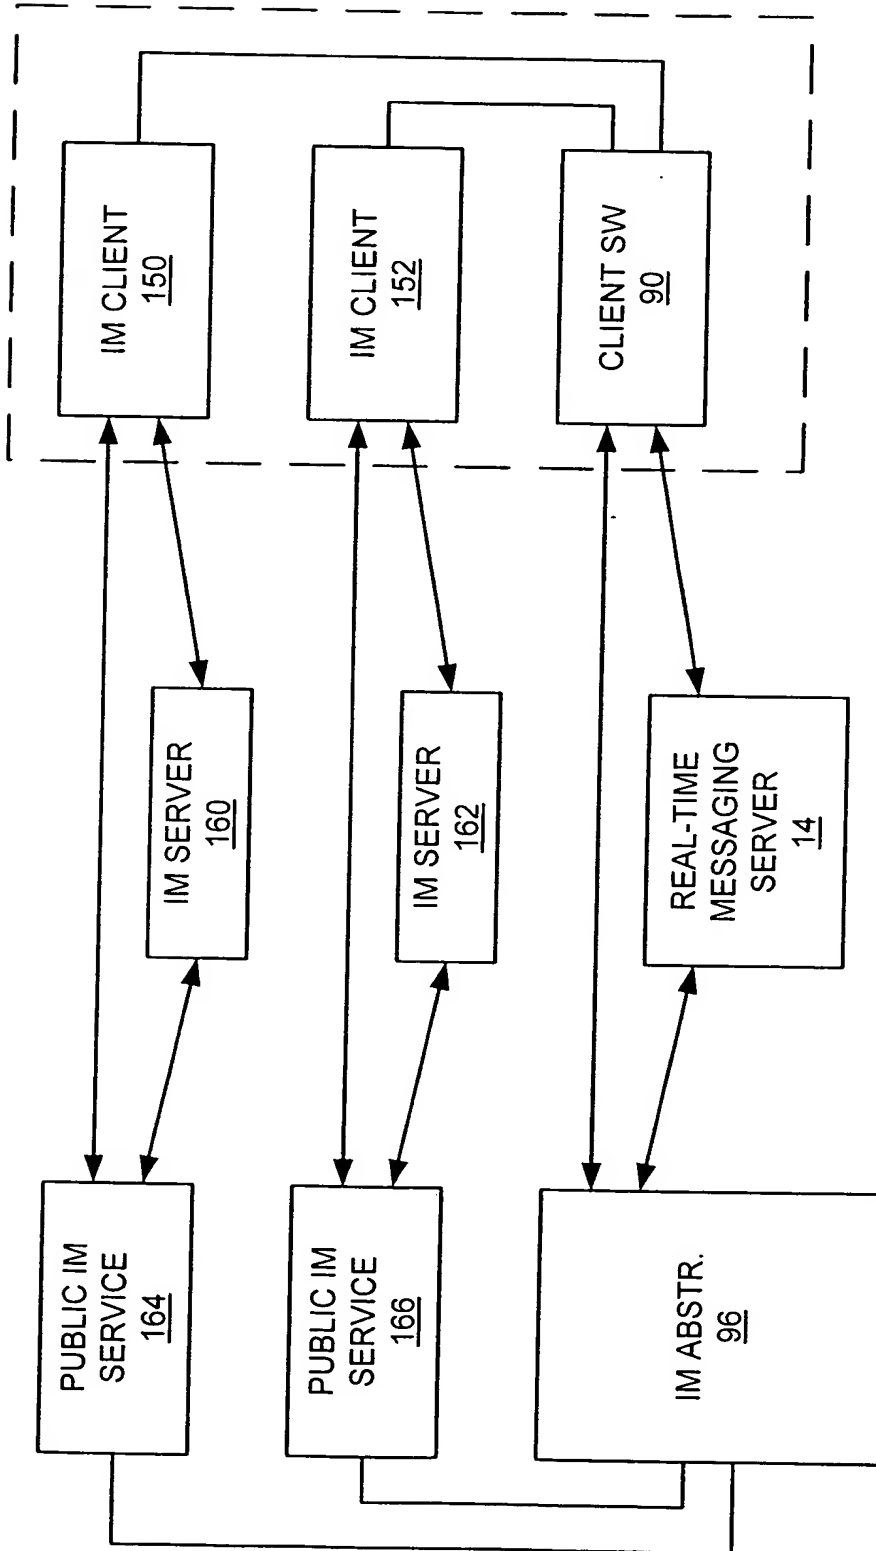 PUBLIC IM
SERVICE
164
IM SERVER
160
IM CLIENT
150
PUBLIC IM
SERVICE
166
IM SERVER
162
IM CLIENT
152
IM ABSTR.
96
REAL-TIME
MESSAGING
SERVER
14
CLIENT SW
90